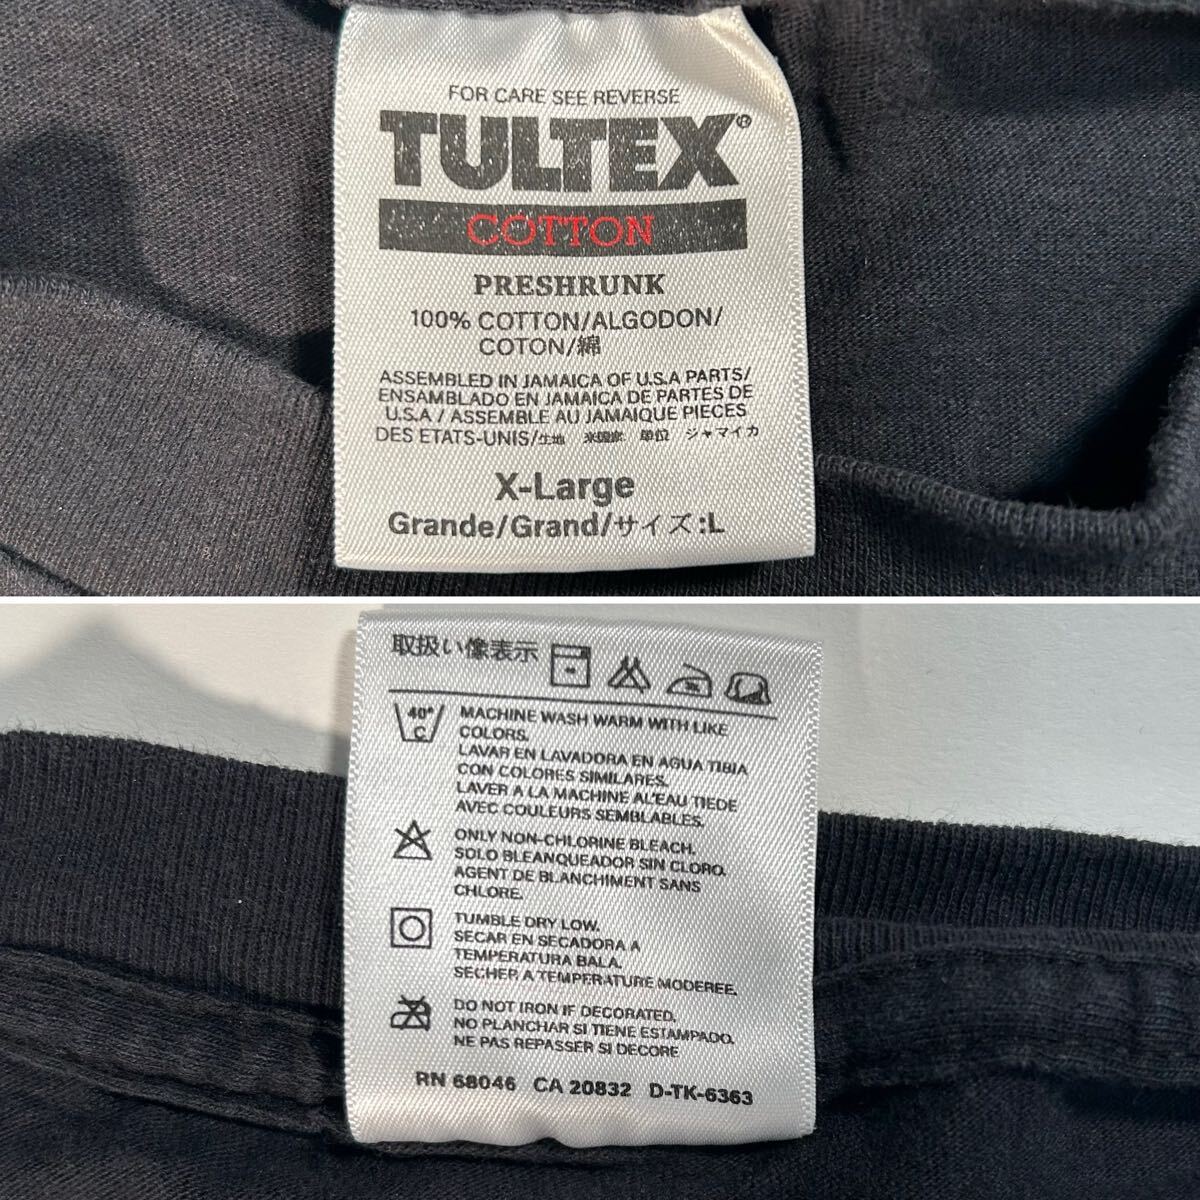 FOR CARE SEE REVERSE
TULTEX®
COTTON
PRESHRUNK
100% COTTON/ALGODON/
COTON/綿
ASSEMBLED IN JAMAICA OF U.S.A PARTS/
ENSAMBLADO EN JAMAICA DE PARTES DE
U.S.A / ASSEMBLE AU JAMAIQUE PIECES
DES ETATS-UNIS/生地 米国産 単位 ジャマイカ
X-Large
Grande/Grand/サイズ:L
取扱い像表示
40°
C
MACHINE WASH WARM WITH LIKE
COLORS.
LAVAR EN LAVADORA EN AGUA TIBIA
CON COLORES SIMILARES.
LAVER A LA MACHINE AL'EAU TIEDE
AVEC COULEURS SEMBLABLES.
ONLY NON-CHLORINE BLEACH.
SOLO BLEANQUEADOR SIN CLORO.
AGENT DE BLANCHIMENT SANS
CHLORE.
TUMBLE DRY LOW.
SECAR EN SECADORA A
TEMPERATURA BALA.
SECHER A TEMPERATURE MODEREE.
DO NOT IRON IF DECORATED.
NO PLANCHAR SI TIENE ESTAMPADO.
NE PAS REPASSER SI DECORE
RN 68046 CA 20832 D-TK-6363